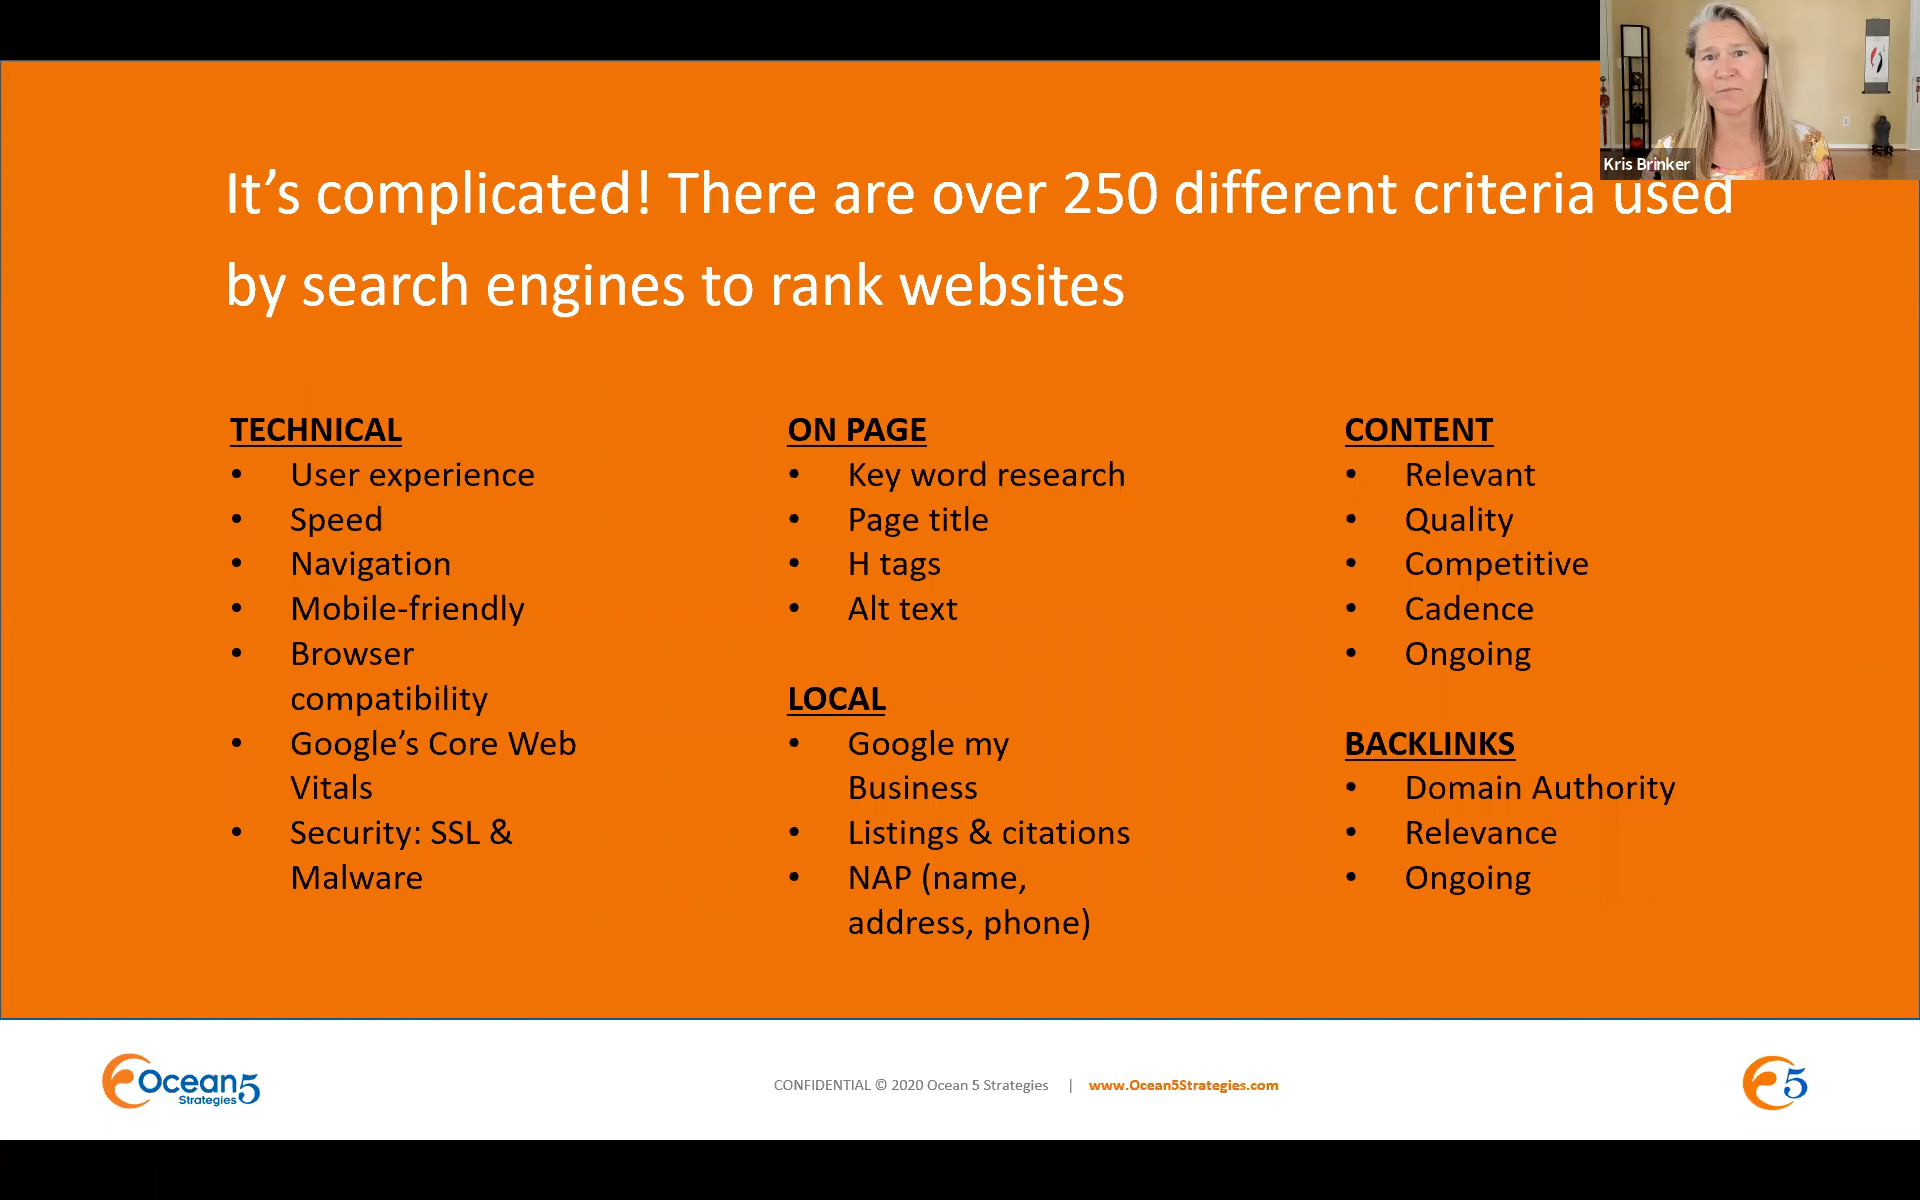 Kris Brinker
It's complicated! There are over 250 different criteria used
by search engines to rank websites
TECHNICAL
• User experience
• Speed
• Navigation
• Mobile-friendly
• Browser
compatibility
• Google's Core Web
Vitals
• Security: SSL &
Malware
ON PAGE
• Key word research
• Page title
• H tags
• Alt text
LOCAL
• Google my
Business
• Listings & citations
• NAP (name,
address, phone)
CONTENT
• Relevant
• Quality
• Competitive
• Cadence
• Ongoing
BACKLINKS
• Domain Authority
• Relevance
• Ongoing
Ocean5
Strategies
CONFIDENTIAL © 2020 Ocean 5 Strategies | www.Ocean5Strategies.com
5